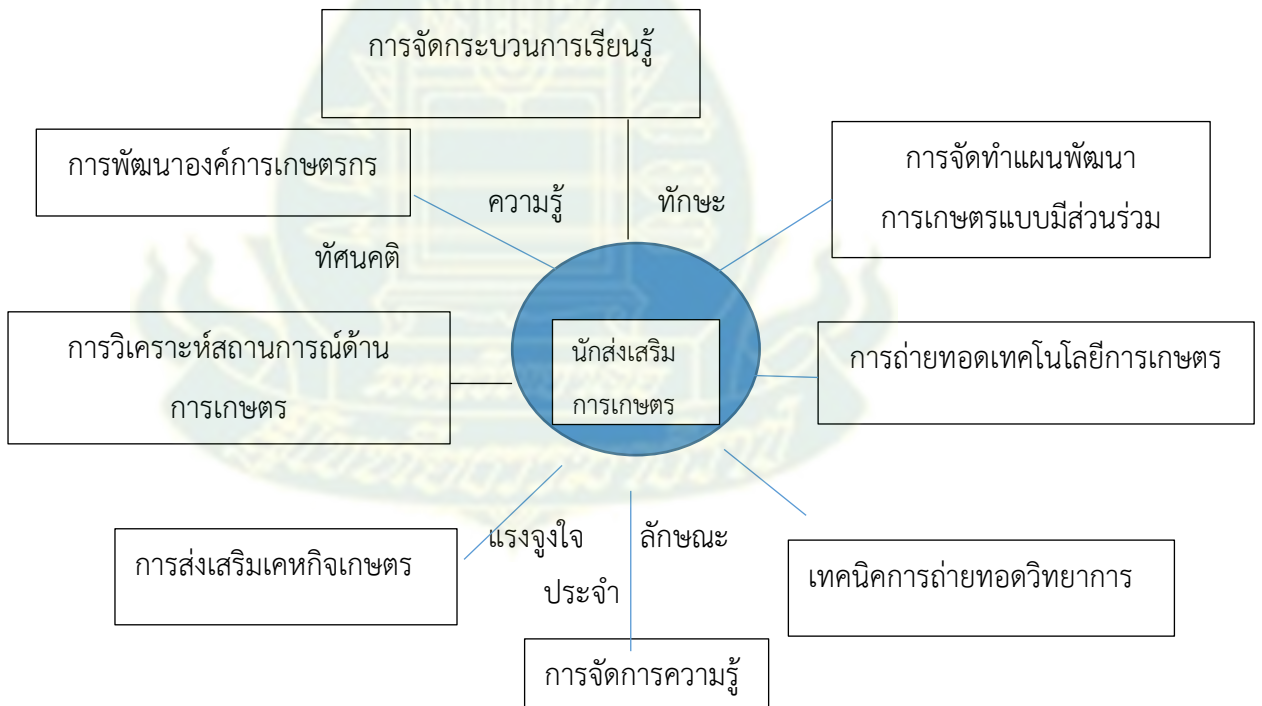 การจัดกระบวนการเรียนรู้
การพัฒนาองค์การเกษตรกร
การจัดทำแผนพัฒนา
การเกษตรแบบมีส่วนร่วม
ความรู้
ทักษะ
ทัศนคติ
การวิเคราะห์สถานการณ์ด้าน
การเกษตร
นักส่งเสริม
การเกษตร
การถ่ายทอดเทคโนโลยีการเกษตร
แรงจูงใจ
ลักษณะ
ประจำ
การส่งเสริมเคหกิจเกษตร
เทคนิคการถ่ายทอดวิทยาการ
การจัดการความรู้